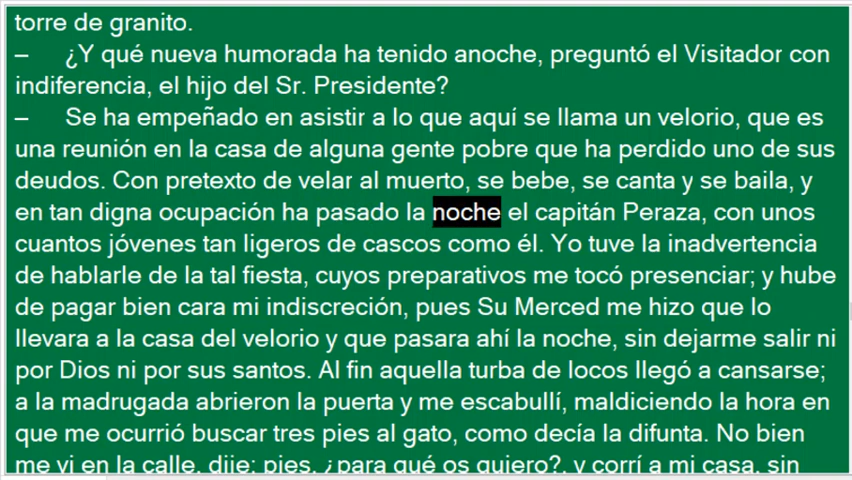 torre de granito.
– ¿Y qué nueva humorada ha tenido anoche, preguntó el Visitador con
indiferencia, el hijo del Sr. Presidente?
– Se ha empeñado en asistir a lo que aquí se llama un velorio, que es
una reunión en la casa de alguna gente pobre que ha perdido uno de sus
deudos. Con pretexto de velar al muerto, se bebe, se canta y se baila, y
en tan digna ocupación ha pasado la noche el capitán Peraza, con unos
cuantos jóvenes tan ligeros de cascos como él. Yo tuve la inadvertencia
de hablarle de la tal fiesta, cuyos preparativos me tocó presenciar; y hube
de pagar bien cara mi indiscreción, pues Su Merced me hizo que lo
llevara a la casa del velorio y que pasara ahí la noche, sin dejarme salir ni
por Dios ni por sus santos. Al fin aquella turba de locos llegó a cansarse;
a la madrugada abrieron la puerta y me escabullí, maldiciendo la hora en
que me ocurrió buscar tres pies al gato, como decía la difunta. No bien
me vi en la calle, dije: pies, ¿para qué os quiero?, y corrí a mi casa, sin